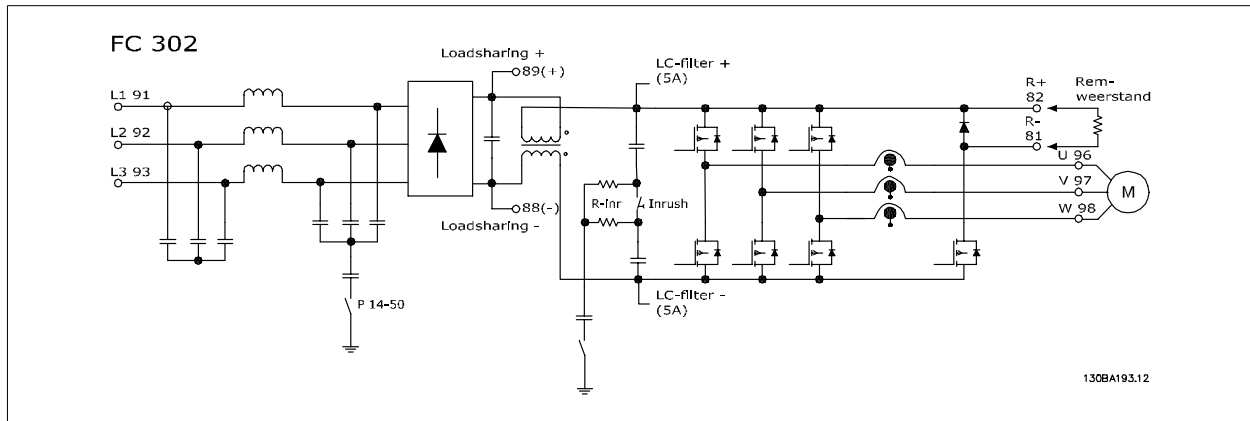 FC 302
Loadsharing +
89(+)
LC-filter +
(5A)
R+
82
Rem-
weerstand
R-
81
L1 91
L2 92
L3 93
U 96
V 97
W 98
M
R-inr
Inrush
88(-)
Loadsharing -
LC-filter -
(5A)
P 14-50
130BA193.12